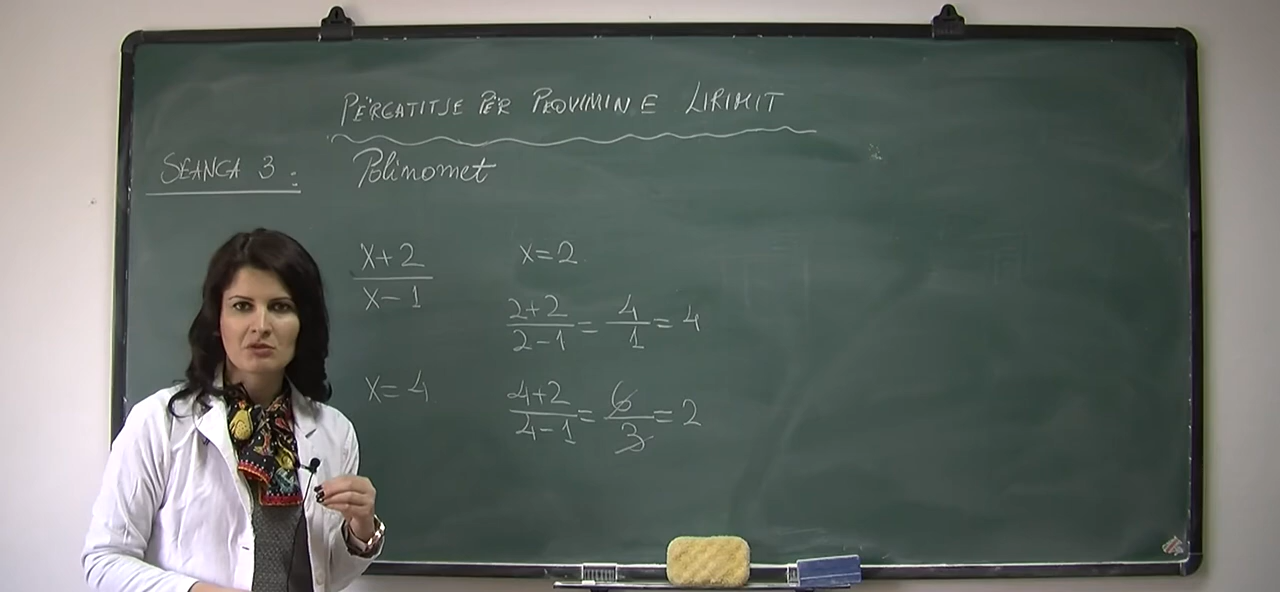 PËRGATITJE PËR PROVIMIN E LIRIMIT
SEANCA 3: Polinomet
x+2 / x-1
x=2
2+2 / 2-1 = 4/1 = 4
x=4
4+2 / 4-1 = 6/3 = 2